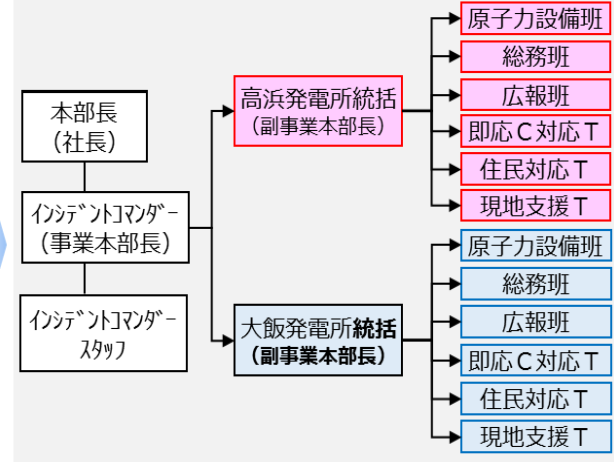 本部長
（社長）
ｲﾝｼﾃﾞﾝﾄｺﾏﾝﾀﾞｰ
（事業本部長）
ｲﾝｼﾃﾞﾝﾄｺﾏﾝﾀﾞｰ
ｽﾀｯﾌ
高浜発電所統括
（副事業本部長）
原子力設備班
総務班
広報班
即応Ｃ対応Ｔ
住民対応Ｔ
現地支援Ｔ
大飯発電所統括
（副事業本部長）
原子力設備班
総務班
広報班
即応Ｃ対応Ｔ
住民対応Ｔ
現地支援Ｔ